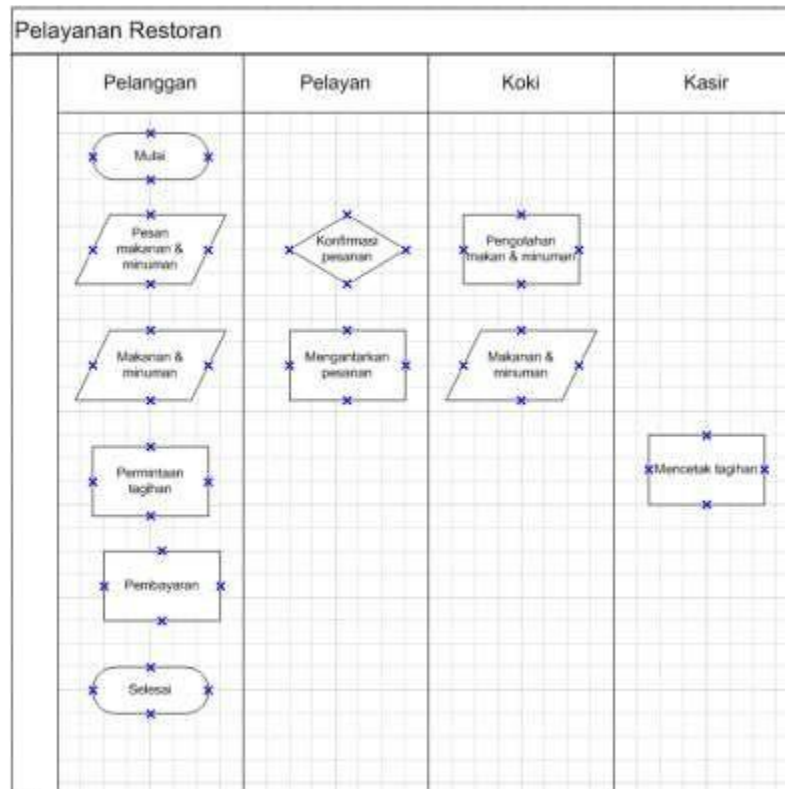 Pelayanan Restoran
Pelanggan
Pelayan
Koki
Kasir
Mulai
Pesan
makanan &
minuman
Konfirmasi
pesanan
Pengolahan
makan & minuman
Makanan &
minuman
Mengantarkan
pesanan
Makanan &
minuman
Permintaan
tagihan
Mencetak tagihan
Pembayaran
Selesai